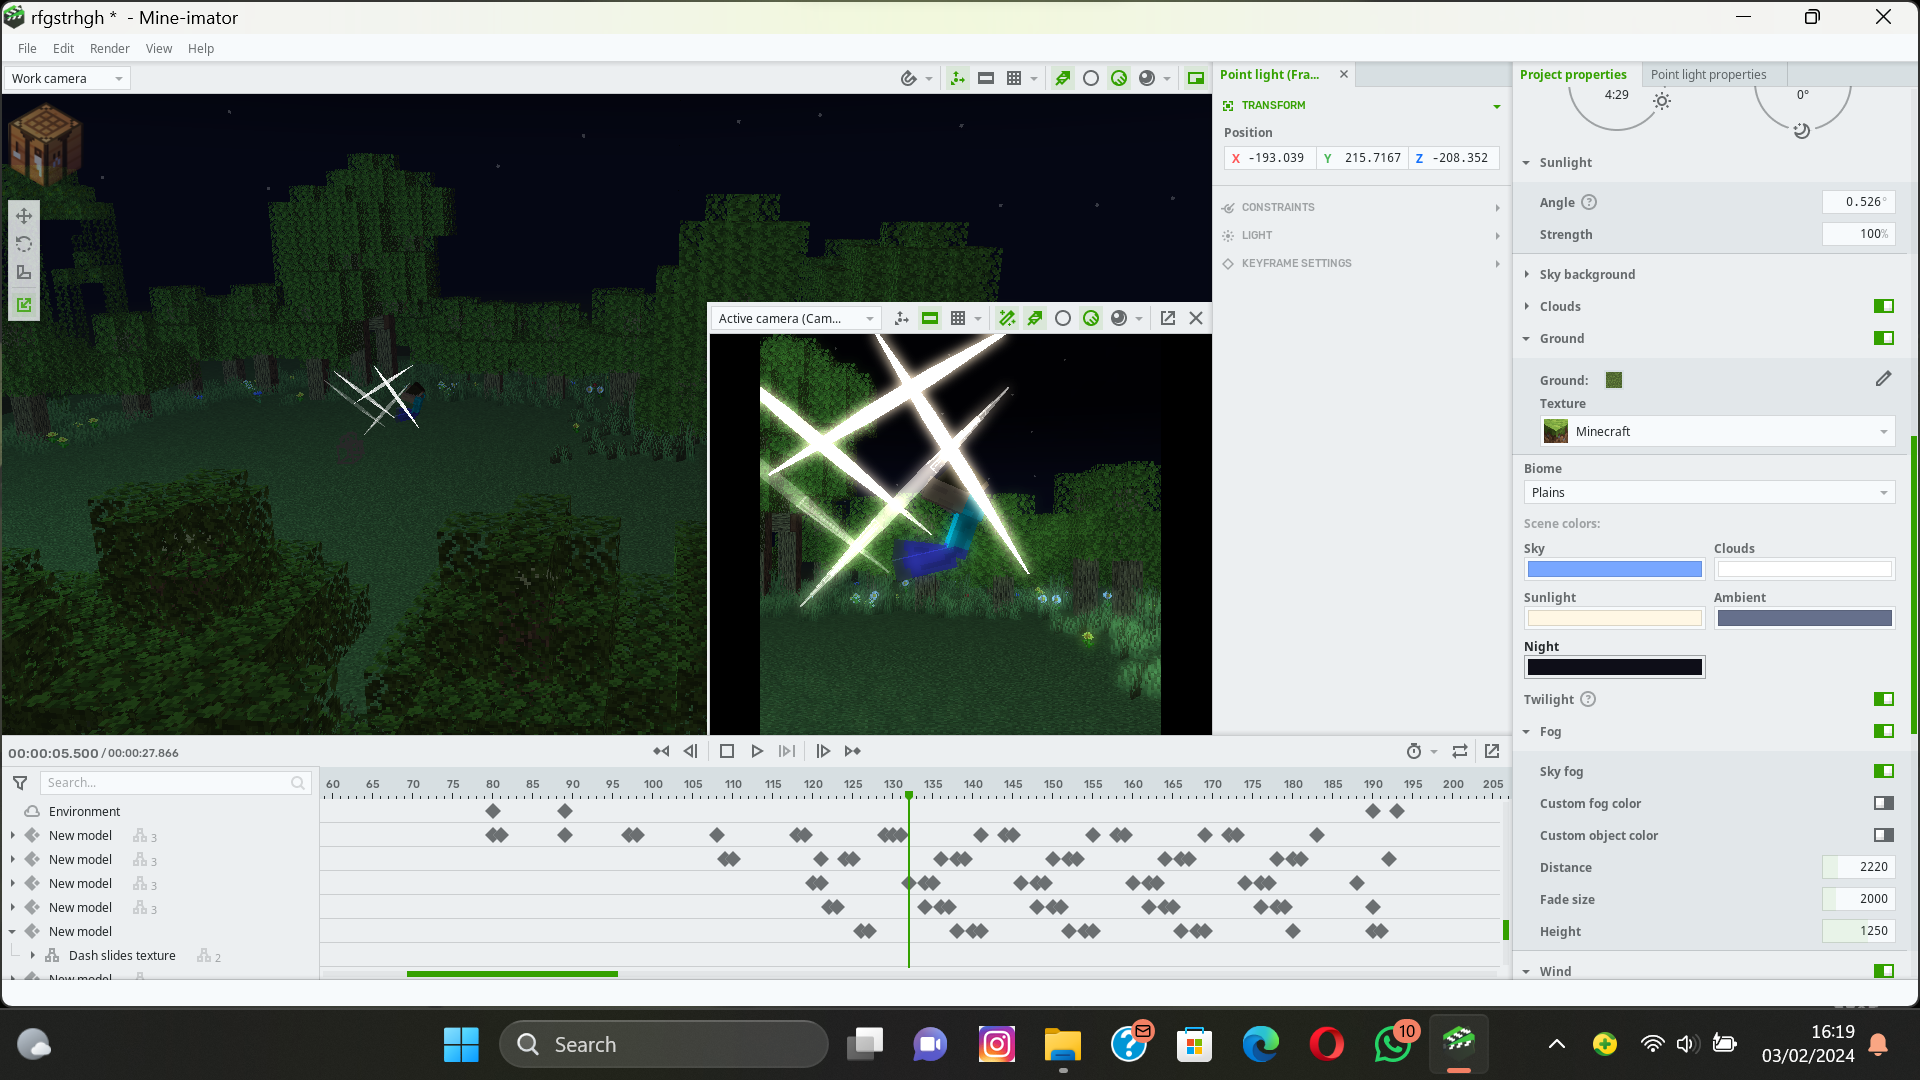 rfgstrhgh * - Mine-imator
File Edit Render View Help
Work camera
Point light (Fra...
Project properties
Point light properties
TRANSFORM
Position
X -193.039 Y 215.7167 Z -208.352
CONSTRAINTS
LIGHT
KEYFRAME SETTINGS
4:29
0°
Sunlight
Angle ? 0.526°
Strength 100%
Sky background
Clouds
Ground
Ground:
Texture
Minecraft
Biome
Plains
Scene colors:
Sky Clouds
Sunlight Ambient
Night
Twilight ?
Fog
Sky fog
Custom fog color
Custom object color
Distance 2220
Fade size 2000
Height 1250
Wind
Active camera (Cam...
00:00:05.500 / 00:00:27.866
Search...
60 65 70 75 80 85 90 95 100 105 110 115 120 125 130 135 140 145 150 155 160 165 170 175 180 185 190 195 200 205
Environment
New model 3
New model 3
New model 3
New model 3
New model
Dash slides texture 2
New model
Search
10
16:19
03/02/2024